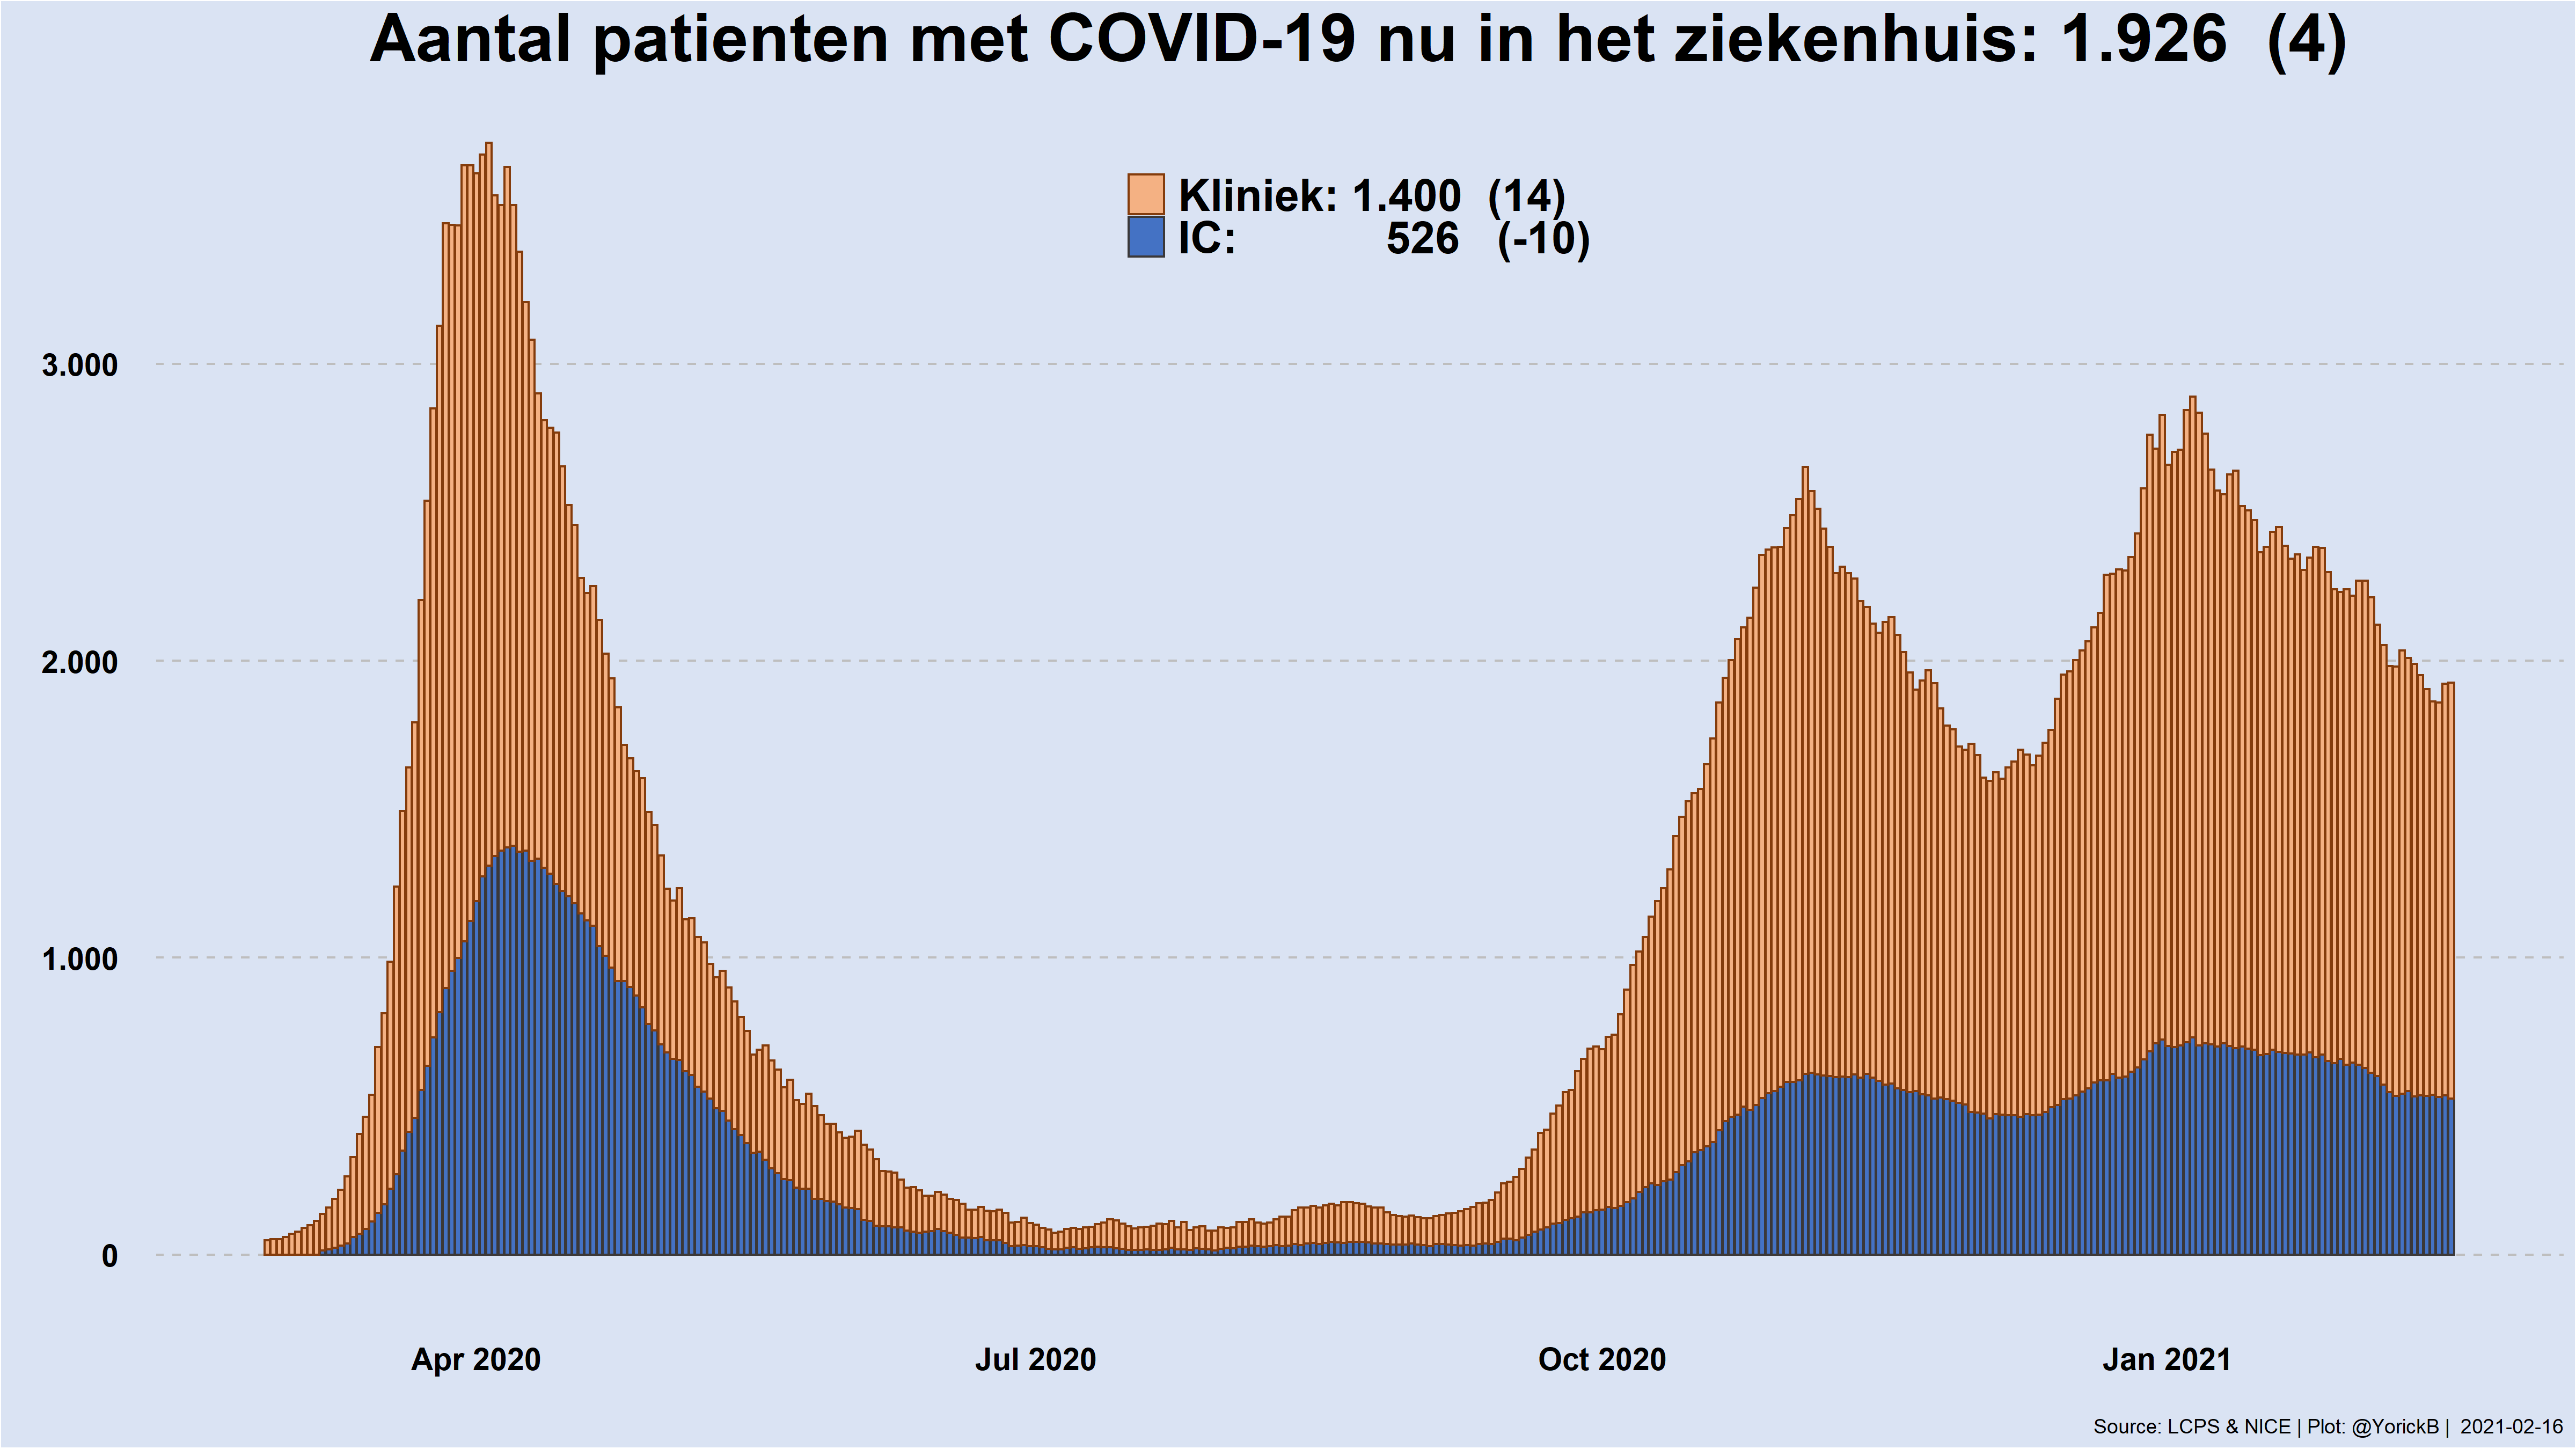 Aantal patienten met COVID-19 nu in het ziekenhuis: 1.926 (4)
Kliniek: 1.400 (14)
IC: 526 (-10)
3.000
2.000
1.000
0
Apr 2020 Jul 2020 Oct 2020 Jan 2021
Source: LCPS & NICE | Plot: @YorickB | 2021-02-16